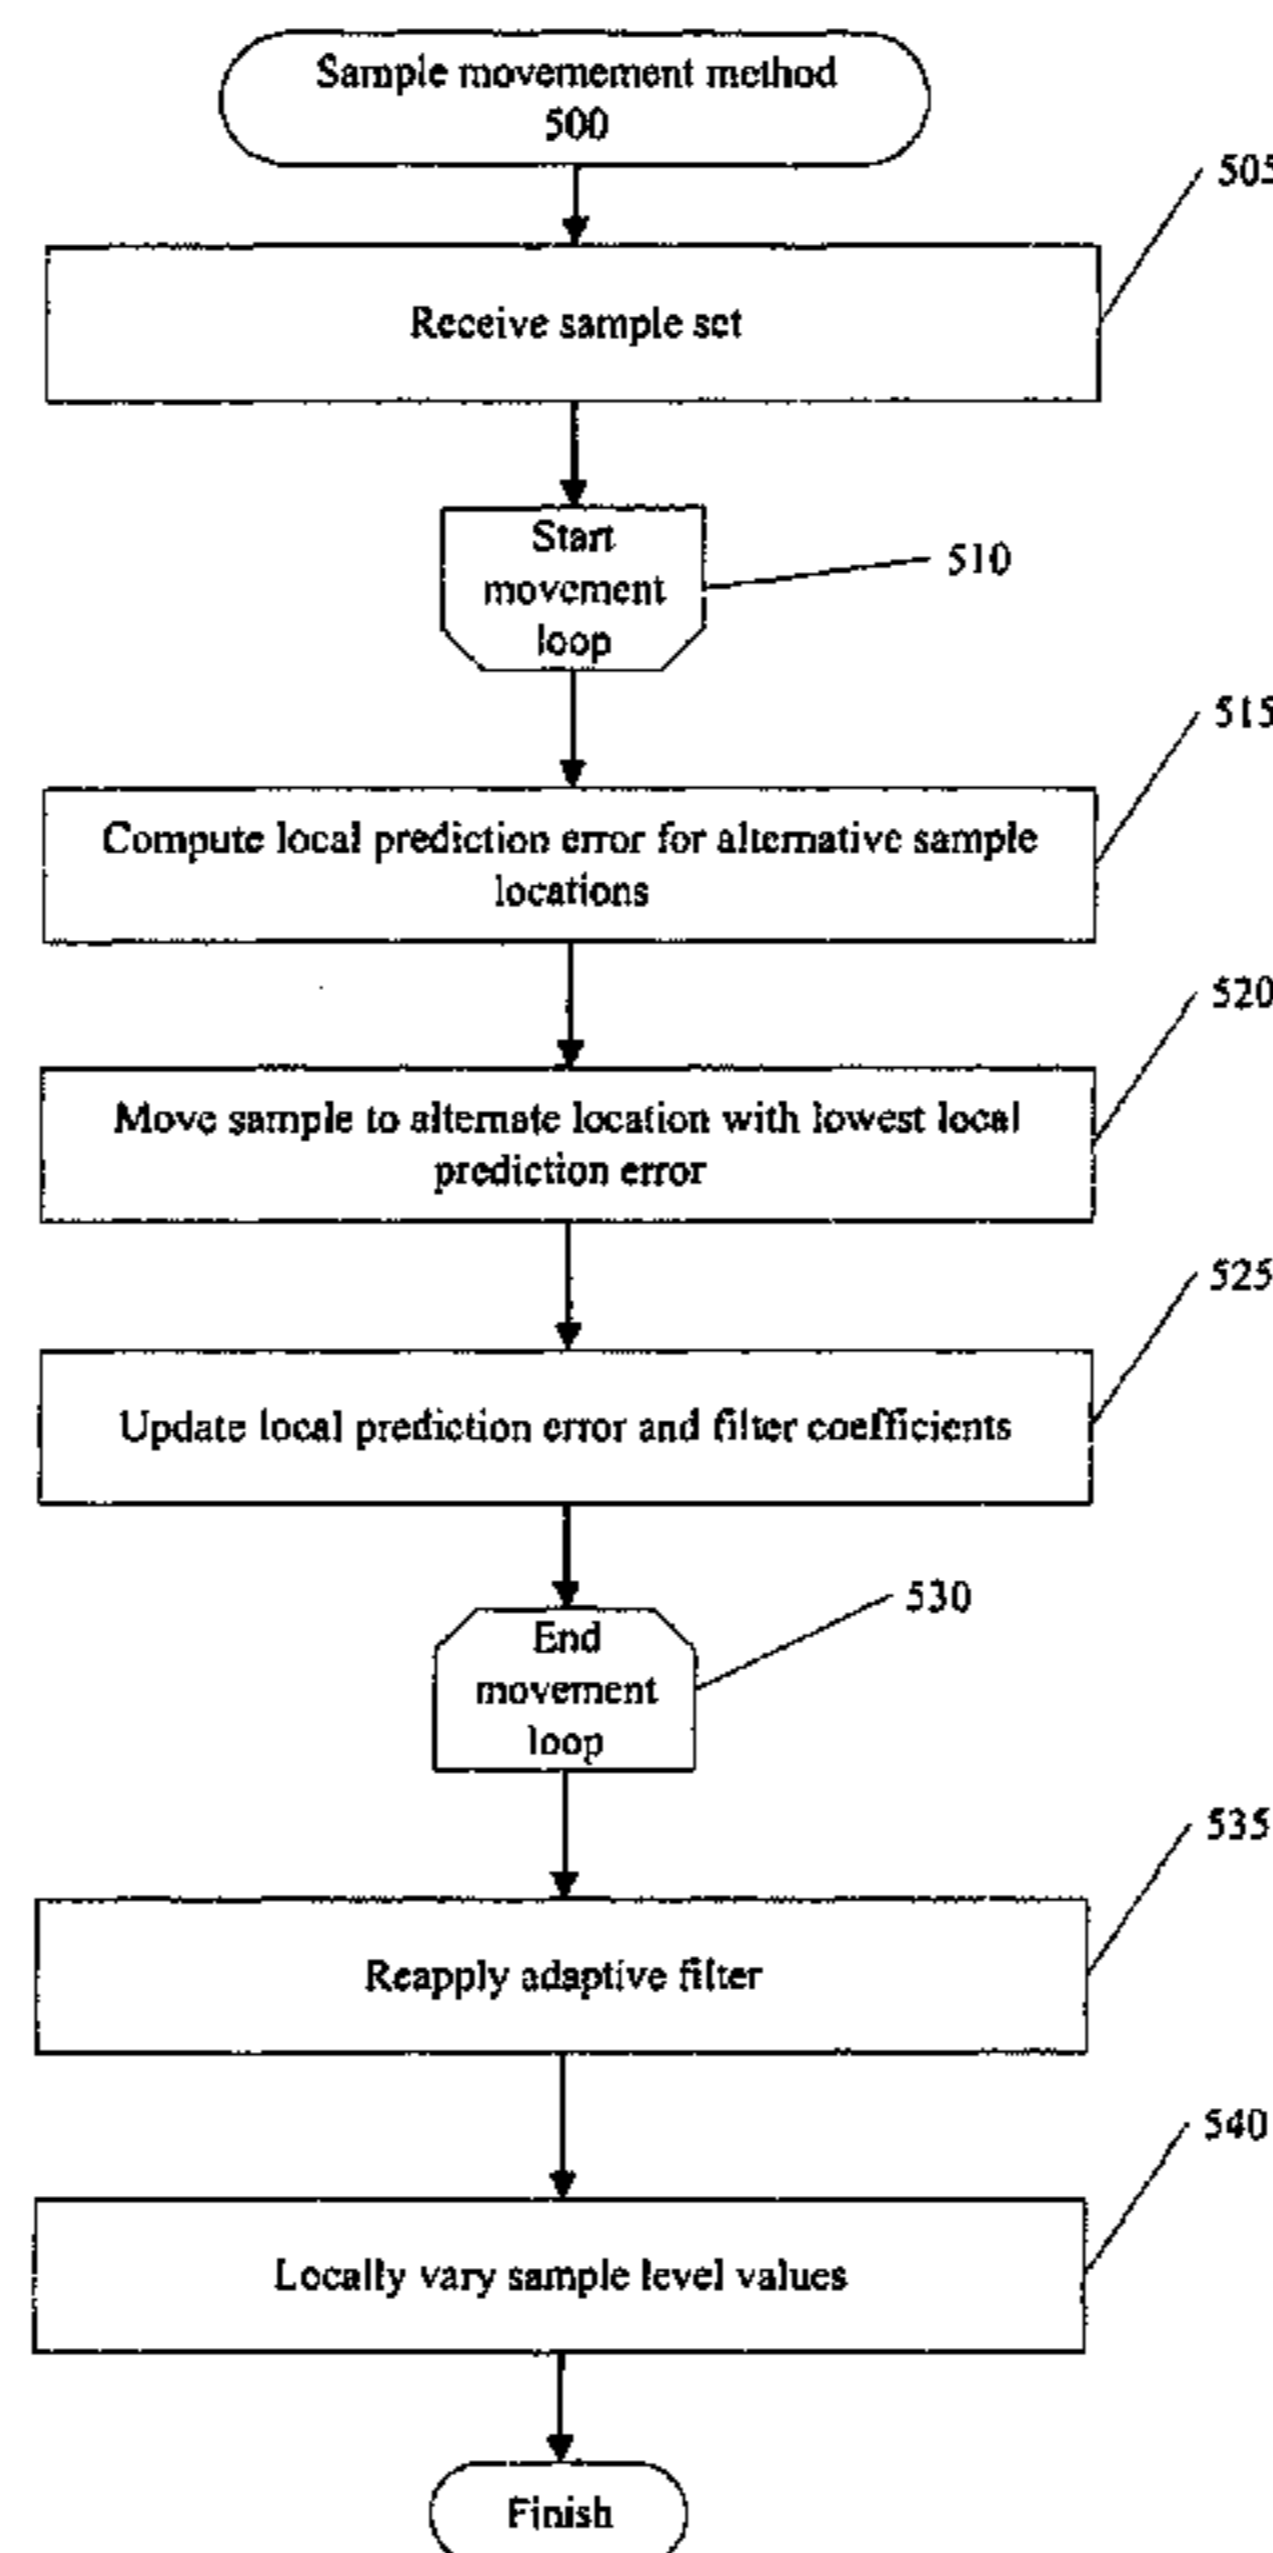 Sample movemement method
500
505
Receive sample set
Start
movement
loop
510
515
Compute local prediction error for alternative sample
locations
520
Move sample to alternate location with lowest local
prediction error
525
Update local prediction error and filter coefficients
530
End
movement
loop
535
Reapply adaptive filter
540
Locally vary sample level values
Finish